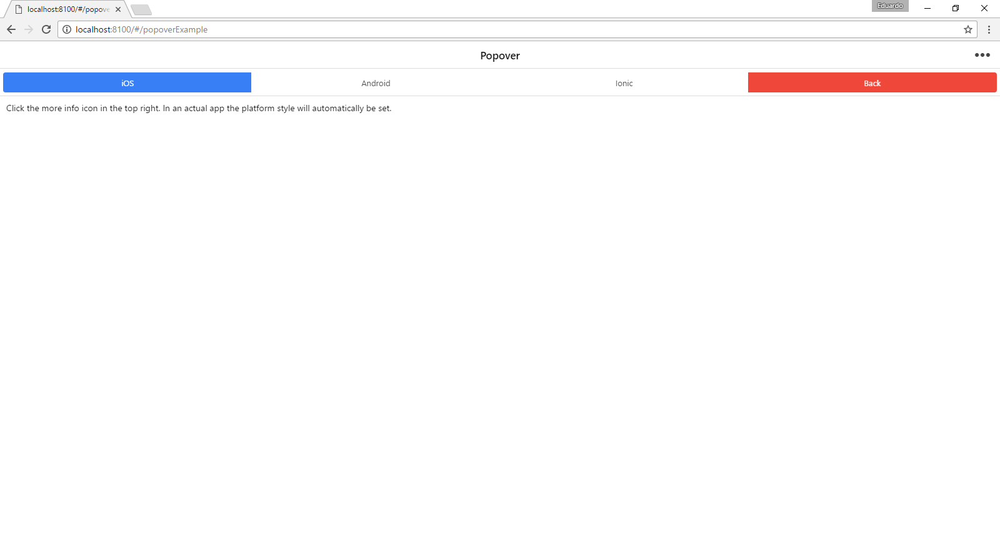 localhost:8100/#/popove
Eduardo
localhost:8100/#/popoverExample
Popover
iOS
Android
Ionic
Back
Click the more info icon in the top right. In an actual app the platform style will automatically be set.